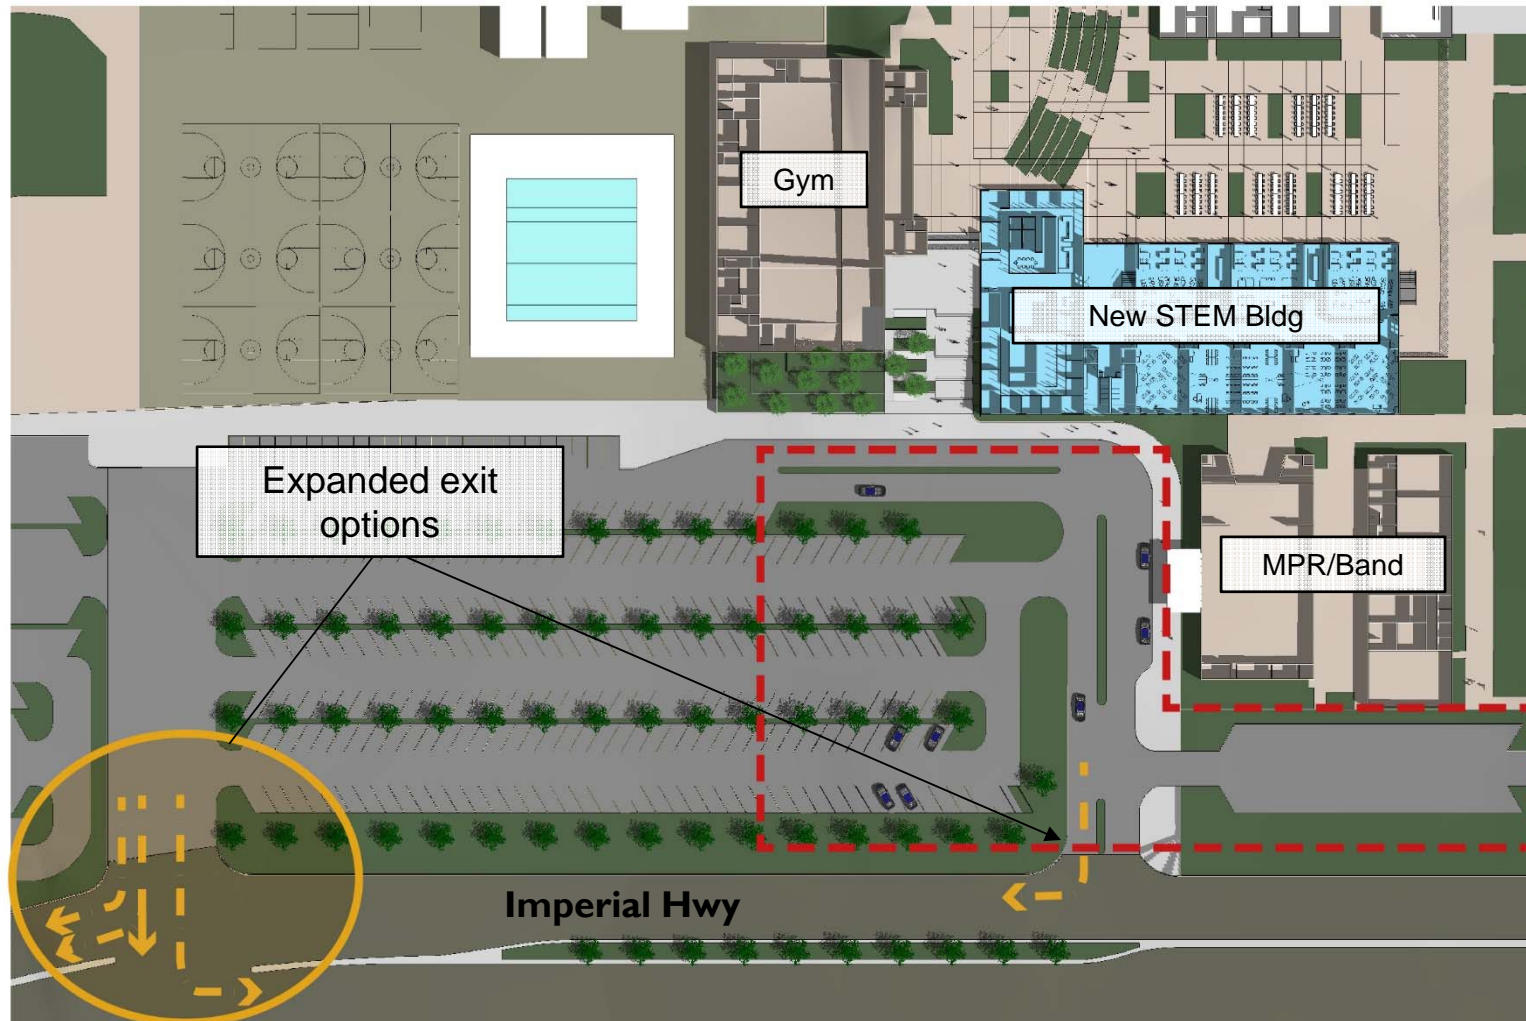 Gym
New STEM Bldg
Expanded exit
options
MPR/Band
Imperial Hwy